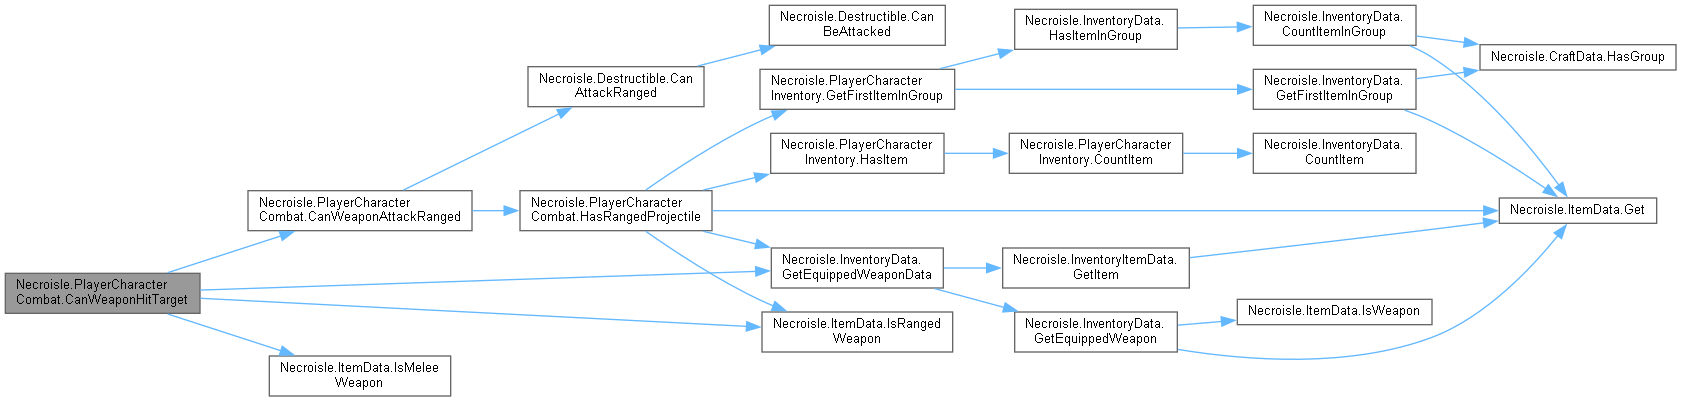 Necroisle.PlayerCharacter
Combat.CanWeaponHitTarget
Necroisle.PlayerCharacter
Combat.CanWeaponAttackRanged
Necroisle.ItemData.IsMelee
Weapon
Necroisle.Destructible.Can
AttackRanged
Necroisle.PlayerCharacter
Combat.HasRangedProjectile
Necroisle.Destructible.Can
BeAttacked
Necroisle.PlayerCharacter
Inventory.GetFirstItemInGroup
Necroisle.PlayerCharacter
Inventory.HasItem
Necroisle.InventoryData.
GetEquippedWeaponData
Necroisle.ItemData.IsRanged
Weapon
Necroisle.InventoryData.
HasItemInGroup
Necroisle.PlayerCharacter
Inventory.CountItem
Necroisle.InventoryItemData.
GetItem
Necroisle.InventoryData.
GetEquippedWeapon
Necroisle.InventoryData.
CountItemInGroup
Necroisle.InventoryData.
GetFirstItemInGroup
Necroisle.InventoryData.
CountItem
Necroisle.ItemData.IsWeapon
Necroisle.CraftData.HasGroup
Necroisle.ItemData.Get